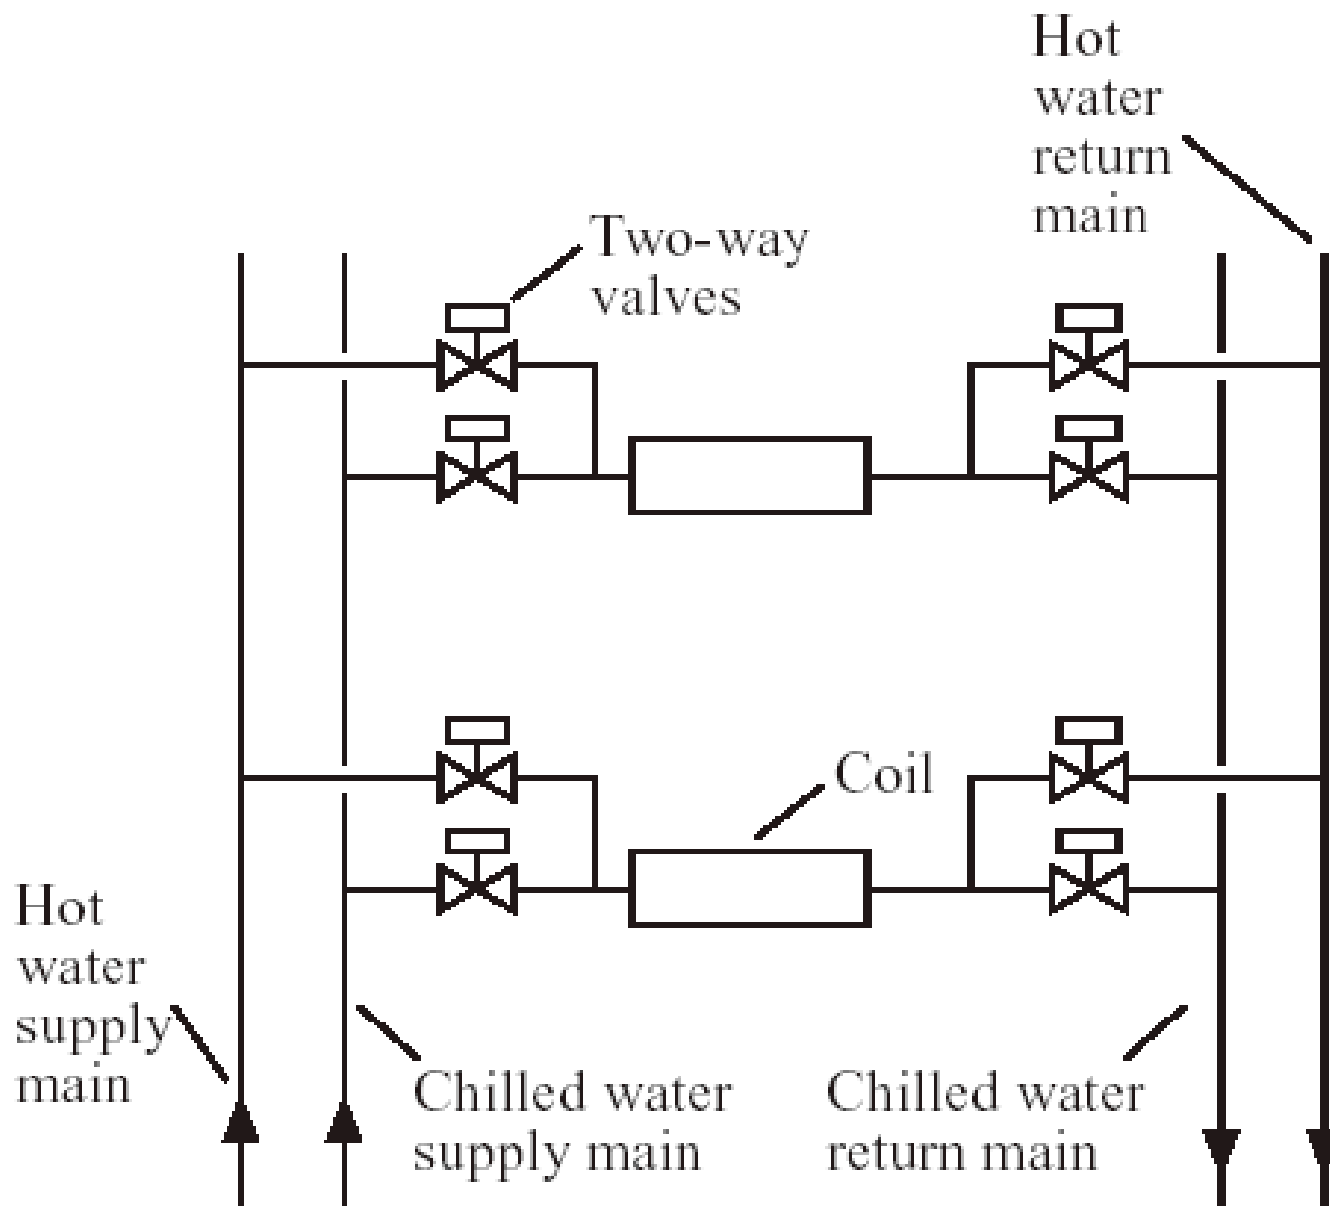 Hot
water
return
main
Two-way
valves
Coil
Hot
water
supply
main
Chilled water
supply main
Chilled water
return main